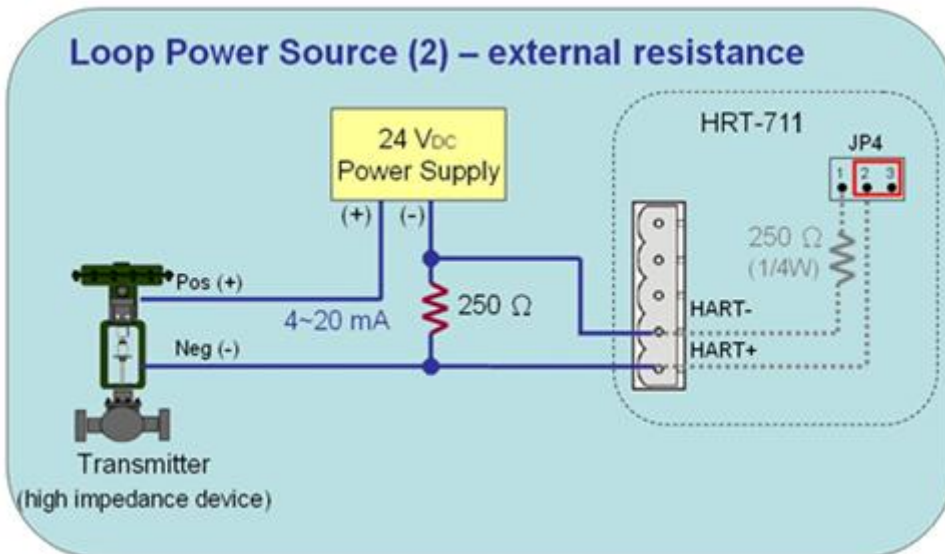 Loop Power Source (2) – external resistance
24 VDC
Power Supply
(+) (-)
HRT-711
JP4
1 2 3
250 Ω
(1/4W)
Pos (+)
4~20 mA
250 Ω
HART-
Neg (-)
HART+
Transmitter
(high impedance device)